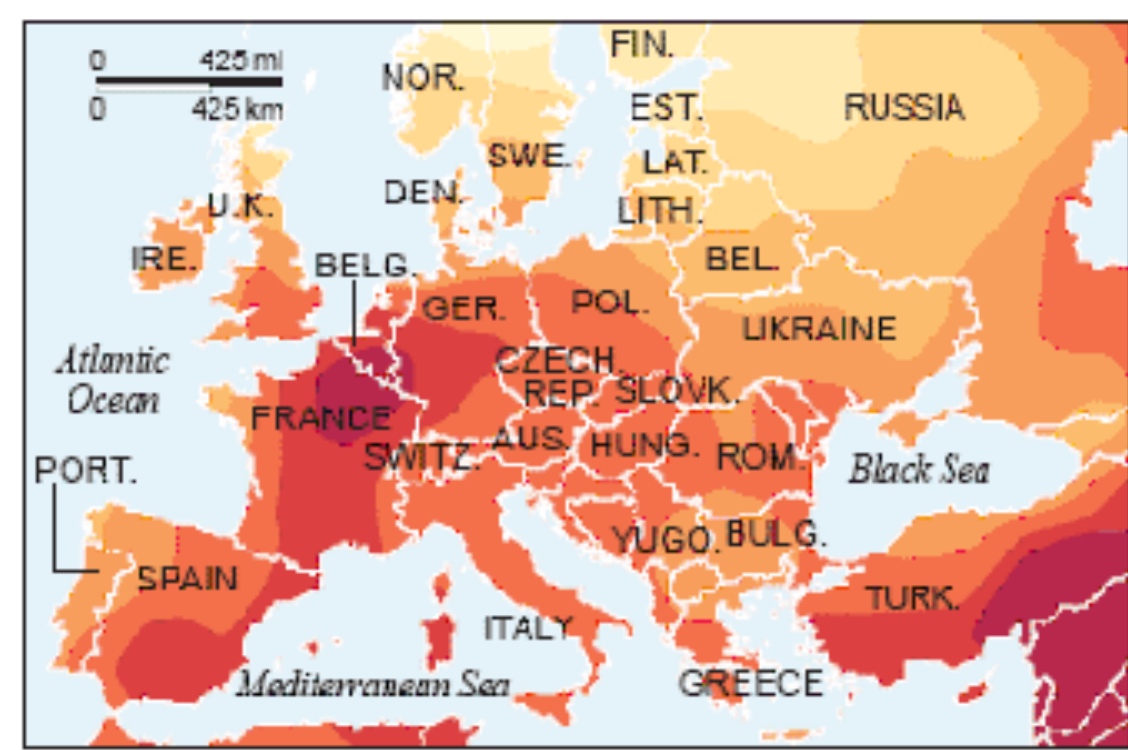 0 425 mi
0 425 km
FIN.
NOR.
EST.
RUSSIA
SWE.
LAT.
DEN.
U.K.
LITH.
IRE.
BELG.
BEL.
GER.
POL.
UKRAINE
Atlantic
Ocean
CZECH.
REP.
SLOVK.
FRANCE
AUS.
HUNG.
SWITZ.
ROM.
Black Sea
PORT.
YUGO.
BULG.
SPAIN
TURK.
ITALY
Mediterranean Sea
GREECE